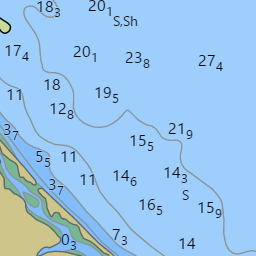 18₃ 20₁
S,Sh
17₄ 20₁ 23₈ 27₄
11 18 19₅
12₈
3₇ 15₅ 21₉
5₅ 11
3₇ 11 14₆ 14₃
S
16₅ 15₉
0₃ 7₃ 14